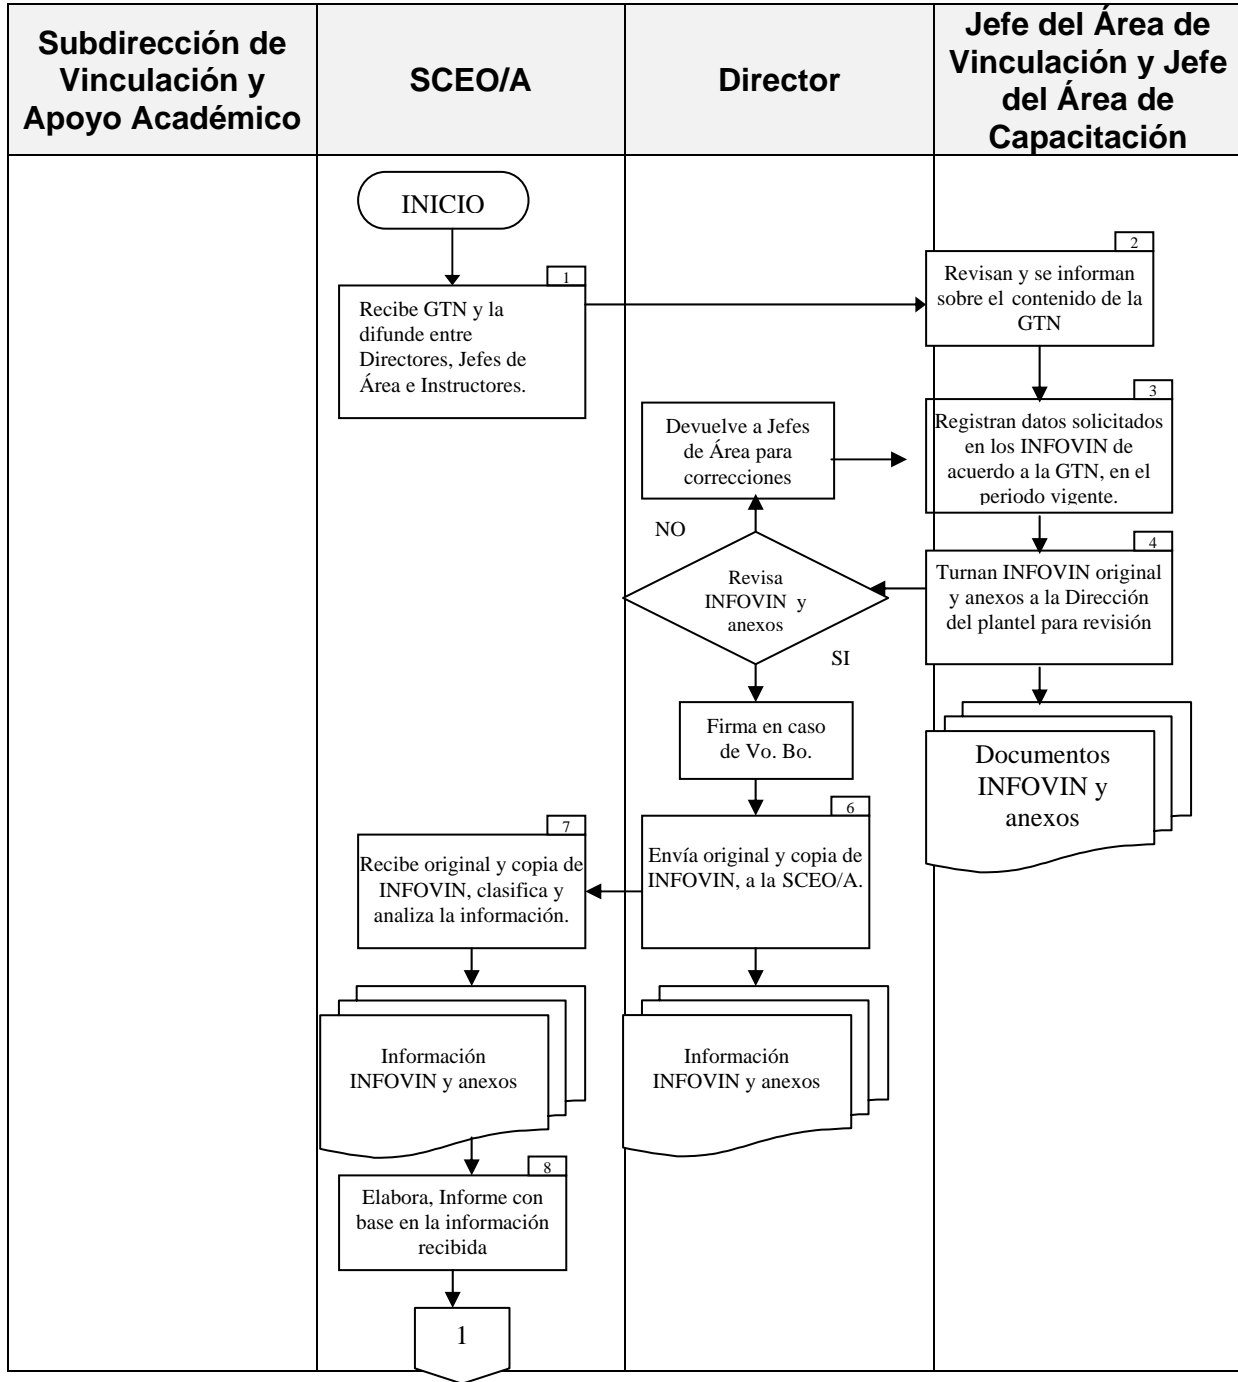 Subdirección de
Vinculación y
Apoyo Académico
SCEO/A
Director
Jefe del Área de
Vinculación y Jefe
del Área de
Capacitación
INICIO
1
Recibe GTN y la
difunde entre
Directores, Jefes de
Área e Instructores.
2
Revisan y se informan
sobre el contenido de la
GTN
3
Registran datos solicitados
en los INFOVIN de
acuerdo a la GTN, en el
periodo vigente.
Devuelve a Jefes
de Área para
correcciones
NO
4
Turnan INFOVIN original
y anexos a la Dirección
del plantel para revisión
Revisa
INFOVIN y
anexos
SI
Firma en caso
de Vo. Bo.
Documentos
INFOVIN y
anexos
6
Envía original y copia de
INFOVIN, a la SCEO/A.
7
Recibe original y copia de
INFOVIN, clasifica y
analiza la información.
Información
INFOVIN y anexos
Información
INFOVIN y anexos
8
Elabora, Informe con
base en la información
recibida
1